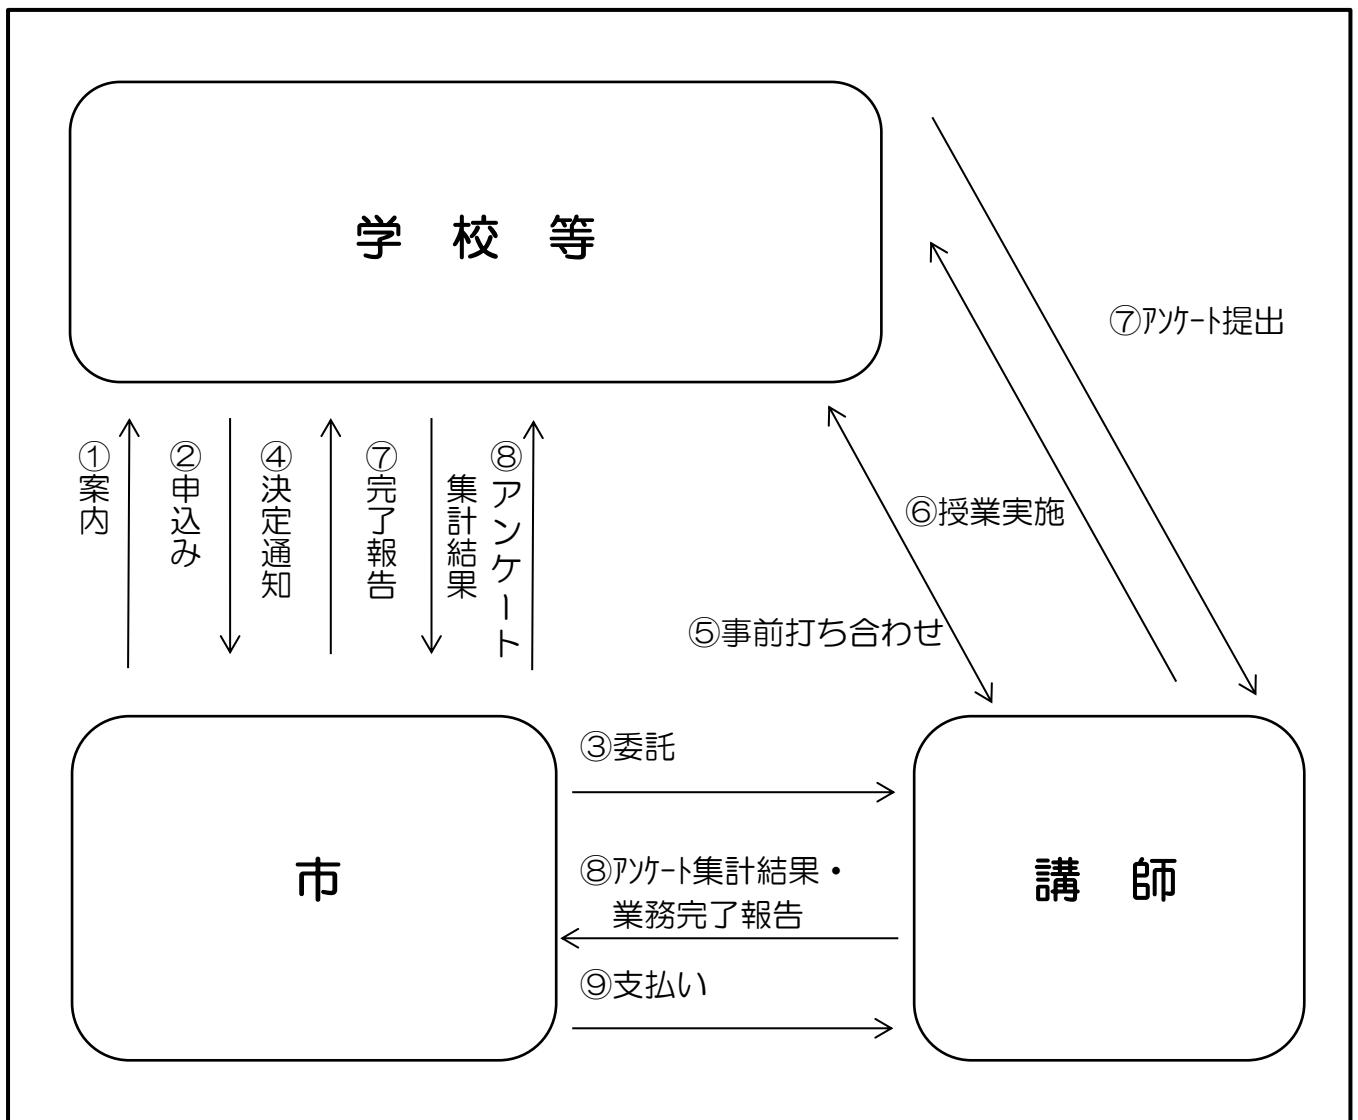 学　校　等
⑦ｱﾝｹｰﾄ提出
①案内
②申込み
④決定通知
⑦完了報告
⑧アンケート
集計結果
⑥授業実施
⑤事前打ち合わせ
③委託
市
⑧ｱﾝｹｰﾄ集計結果・
業務完了報告
講　師
⑨支払い